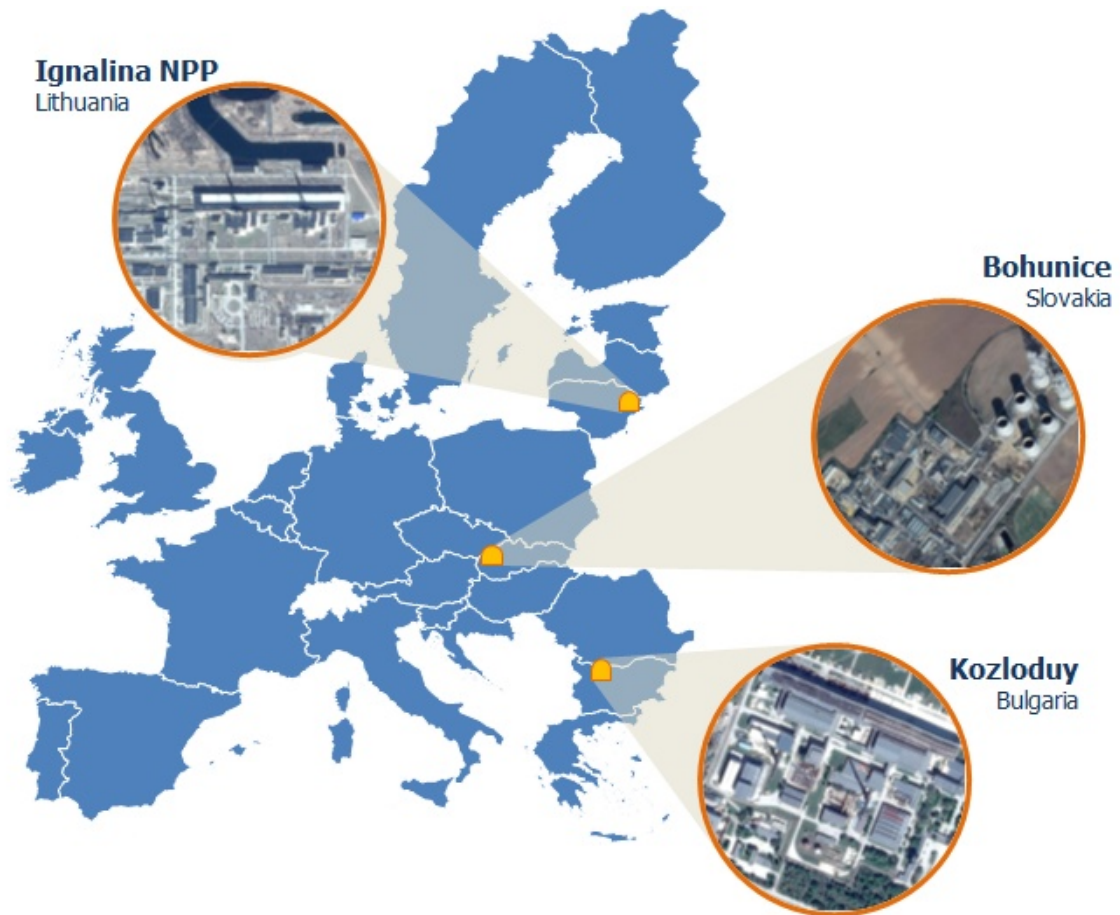 Ignalina NPP
Lithuania
Bohunice
Slovakia
Kozloduy
Bulgaria